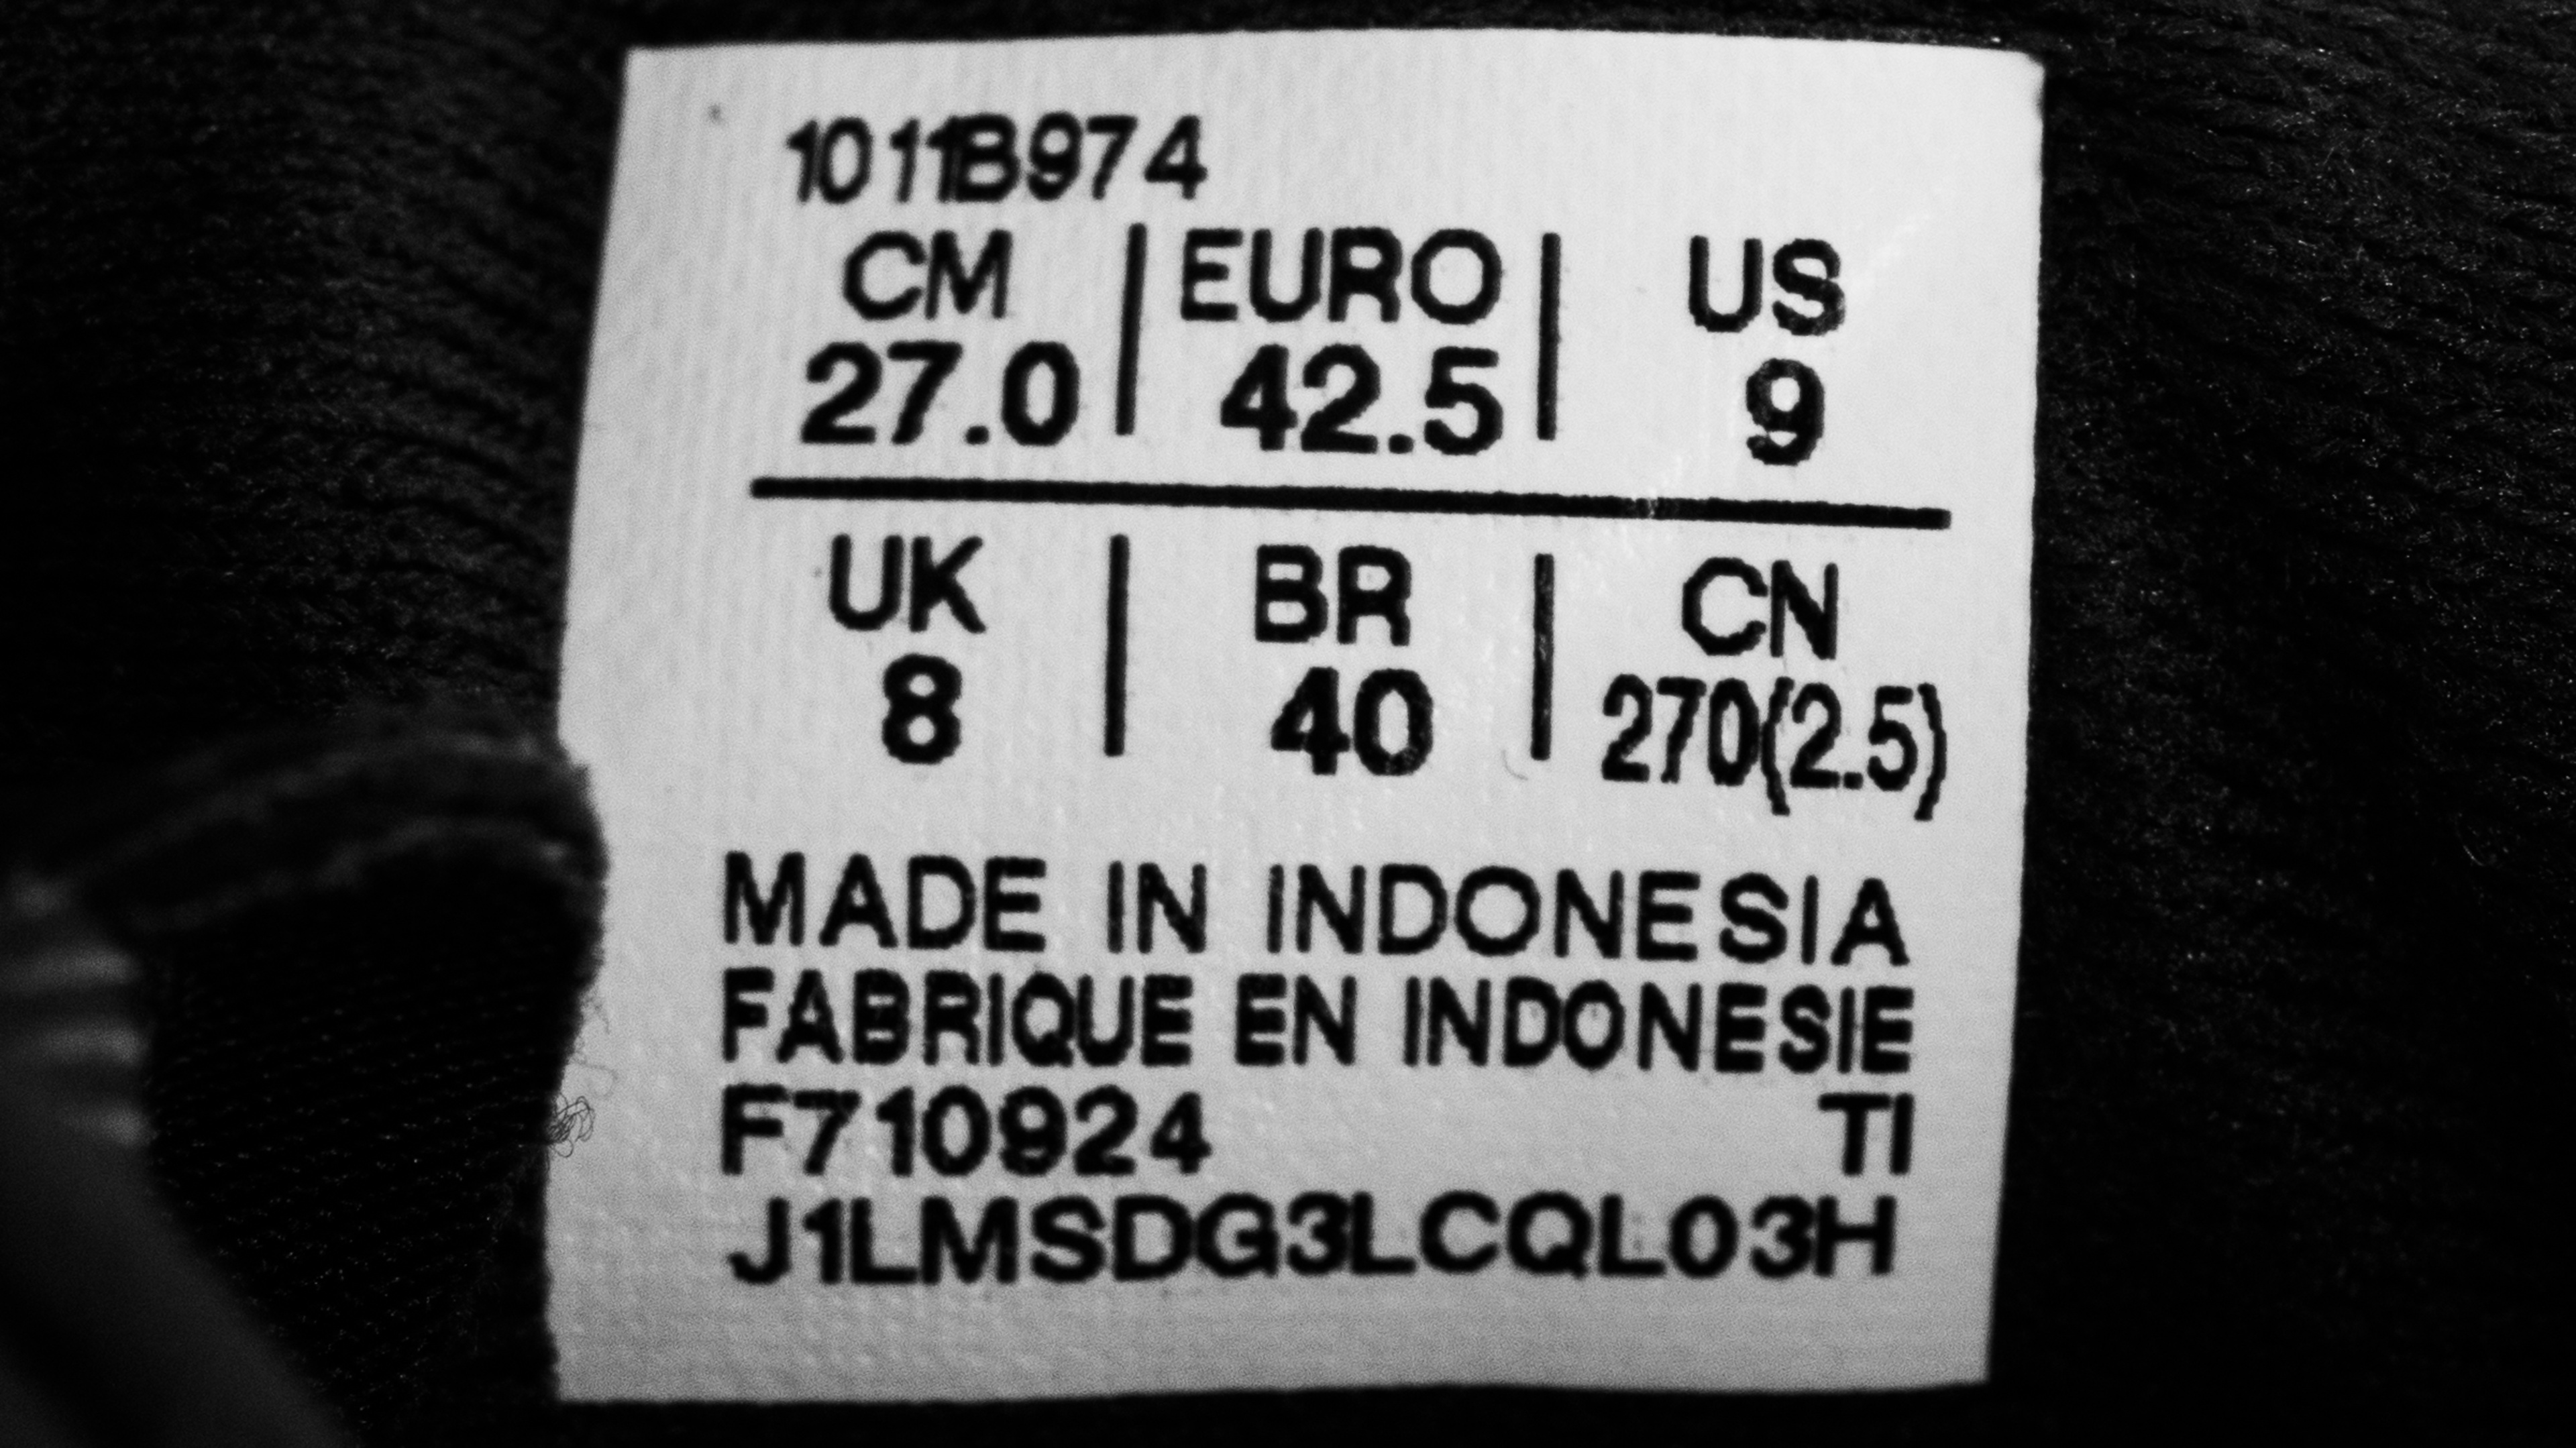 1011B974
CM | EURO | US
27.0 | 42.5 | 9
UK | BR | CN
8 | 40 | 270(2.5)
MADE IN INDONESIA
FABRIQUE EN INDONESIE
F710924 TI
J1LMSDG3LCQL03H